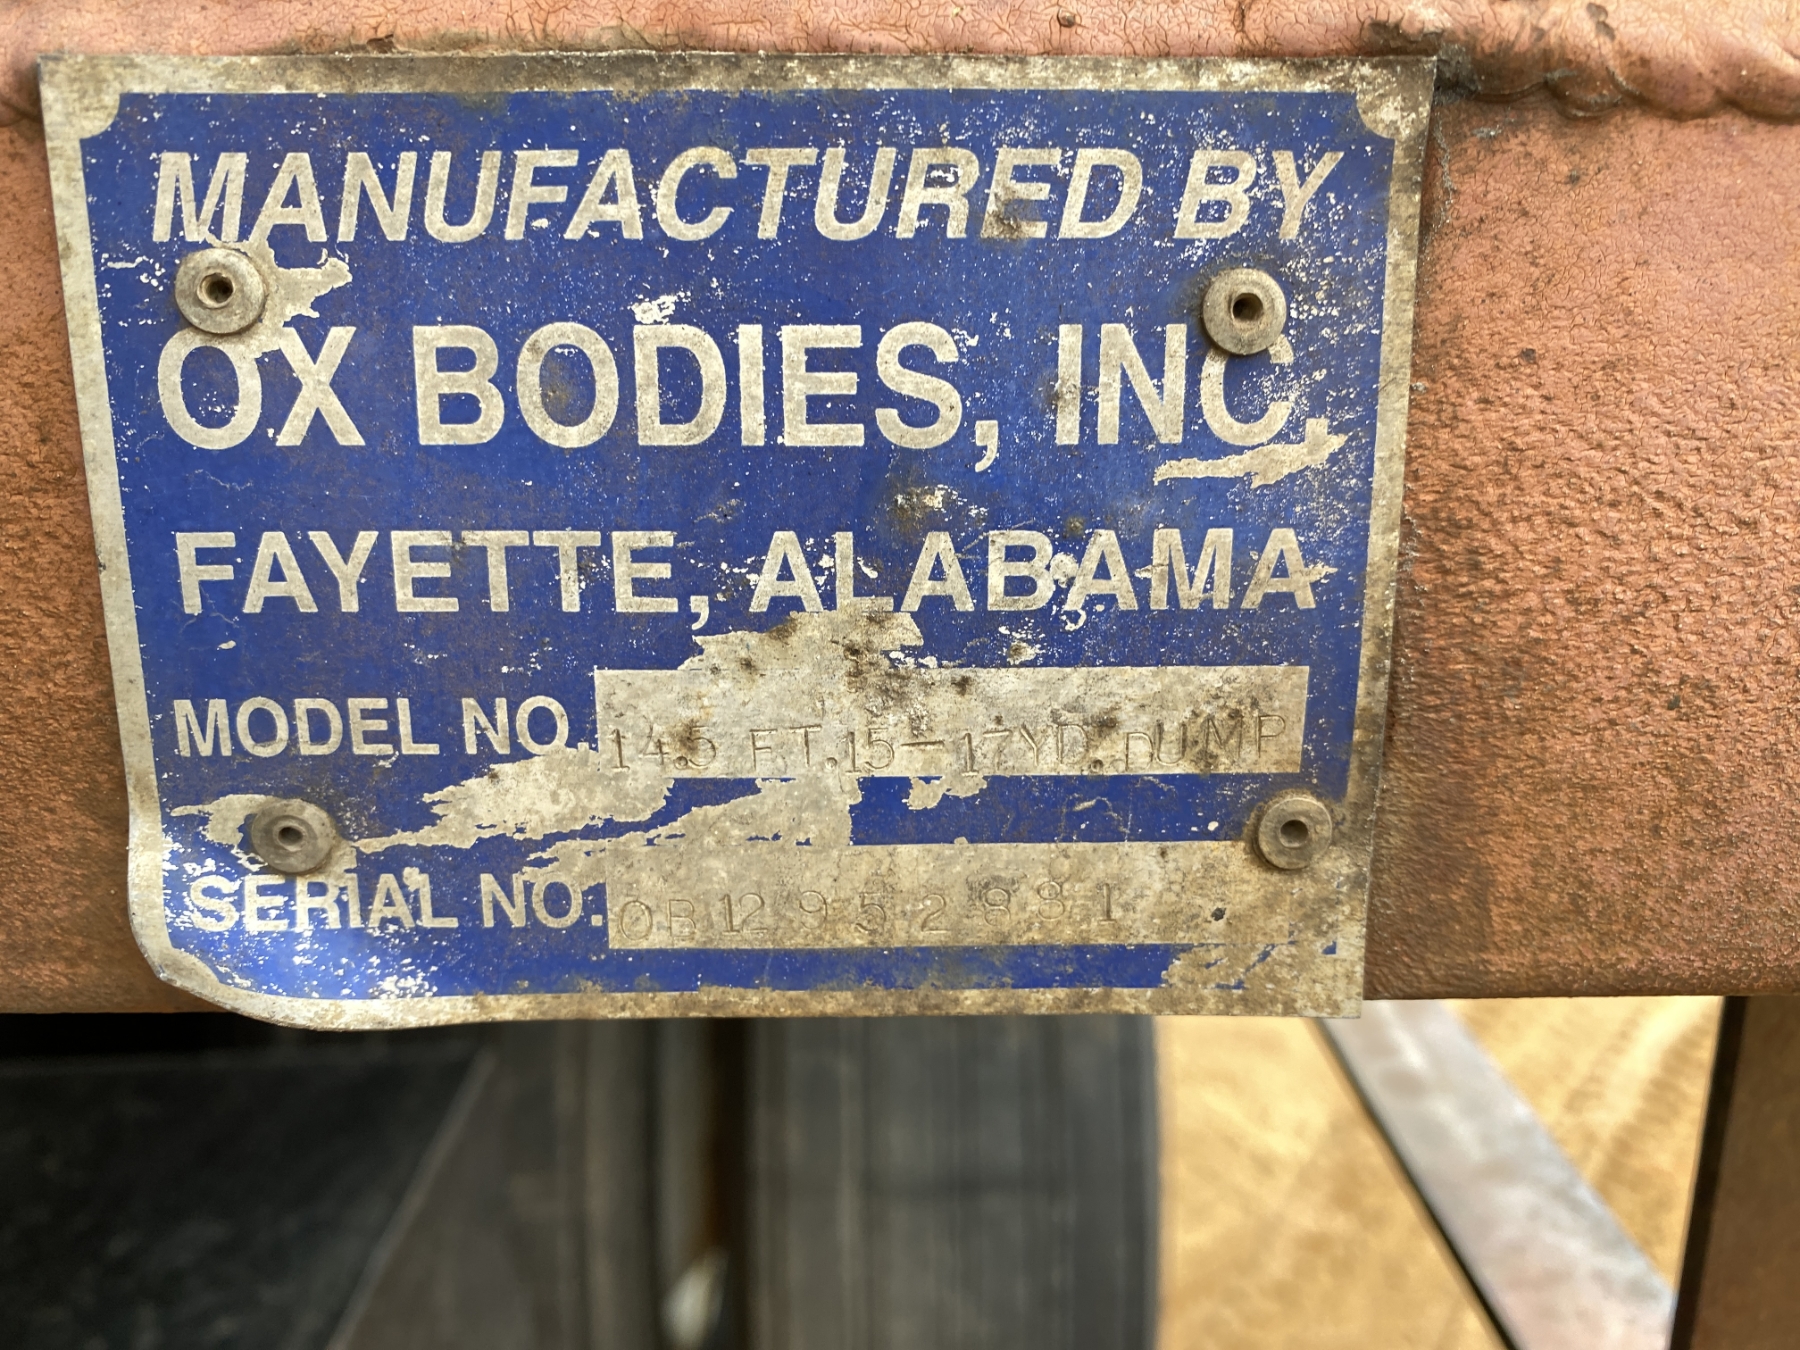 MANUFACTURED BY
OX BODIES, INC.
FAYETTE, ALABAMA
MODEL NO. 14.5 FT.15-17YD.DUMP
SERIAL NO. OB12952881